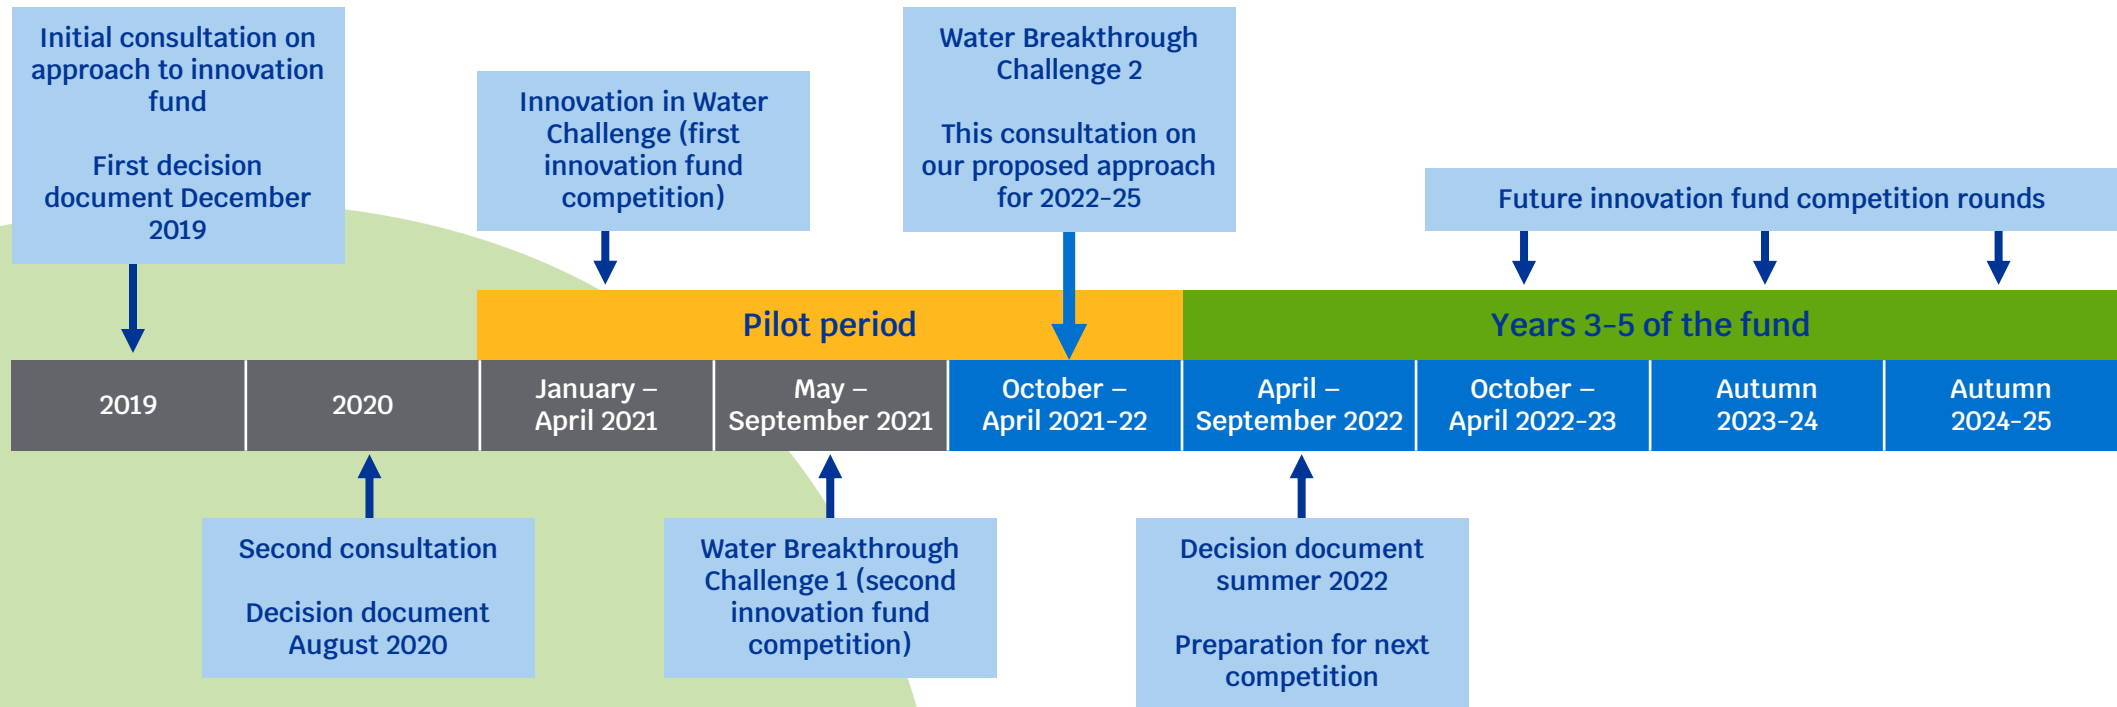 Initial consultation on
approach to innovation
fund
First decision
document December
2019
Innovation in Water
Challenge (first
innovation fund
competition)
Water Breakthrough
Challenge 2
This consultation on
our proposed approach
for 2022-25
Future innovation fund competition rounds
Pilot period
Years 3-5 of the fund
2019
2020
January –
April 2021
May –
September 2021
October –
April 2021-22
April –
September 2022
October –
April 2022-23
Autumn
2023-24
Autumn
2024-25
Second consultation
Decision document
August 2020
Water Breakthrough
Challenge 1 (second
innovation fund
competition)
Decision document
summer 2022
Preparation for next
competition